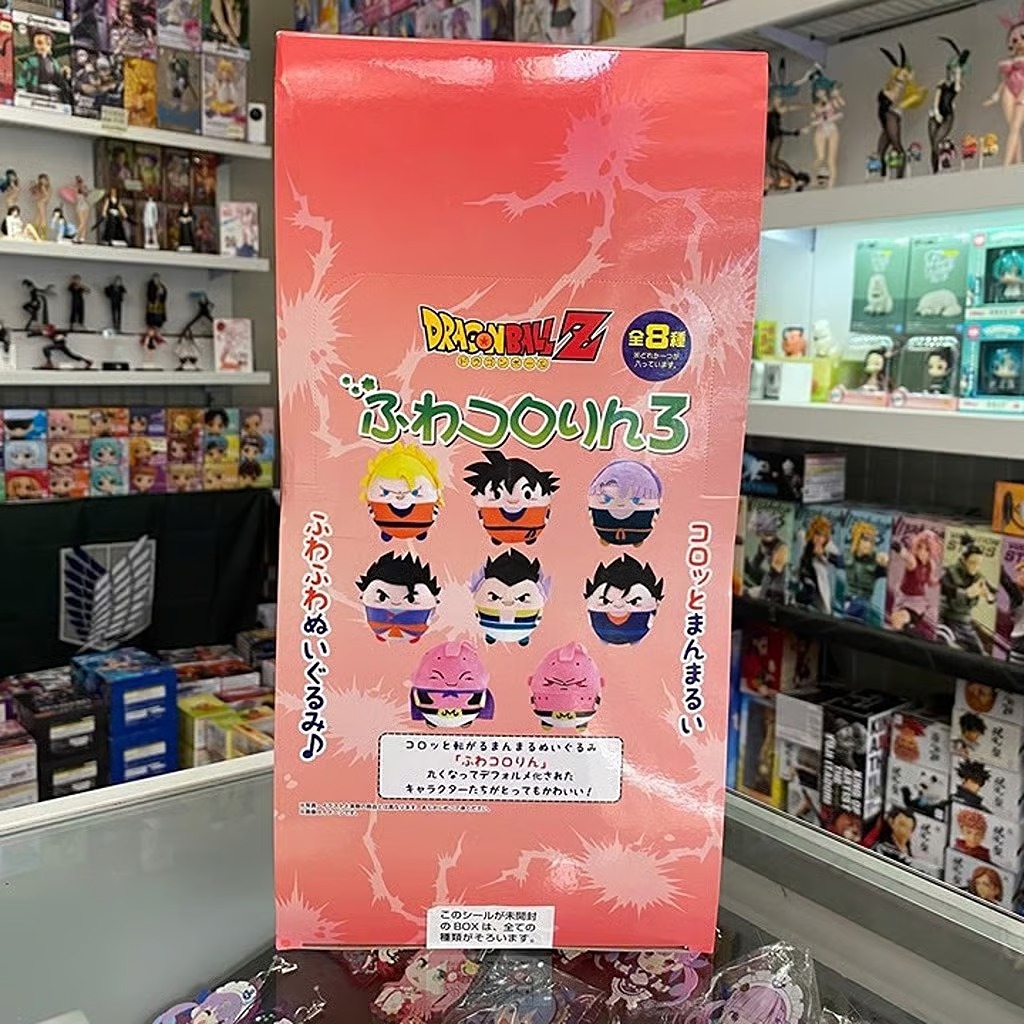 DRAGONBALL Z
ドラゴンボール
全8種
※どれか一つが
入っています。
ふわコロりん3
ふわふわぬいぐるみ♪
コロッとまんまるい
コロッと転がるまんまるぬいぐるみ
「ふわコロりん」
丸くなってデフォルメ化された
キャラクターたちがとってもかわいい！
このシールが未開封
のBOXは、全ての
種類がそろいます。